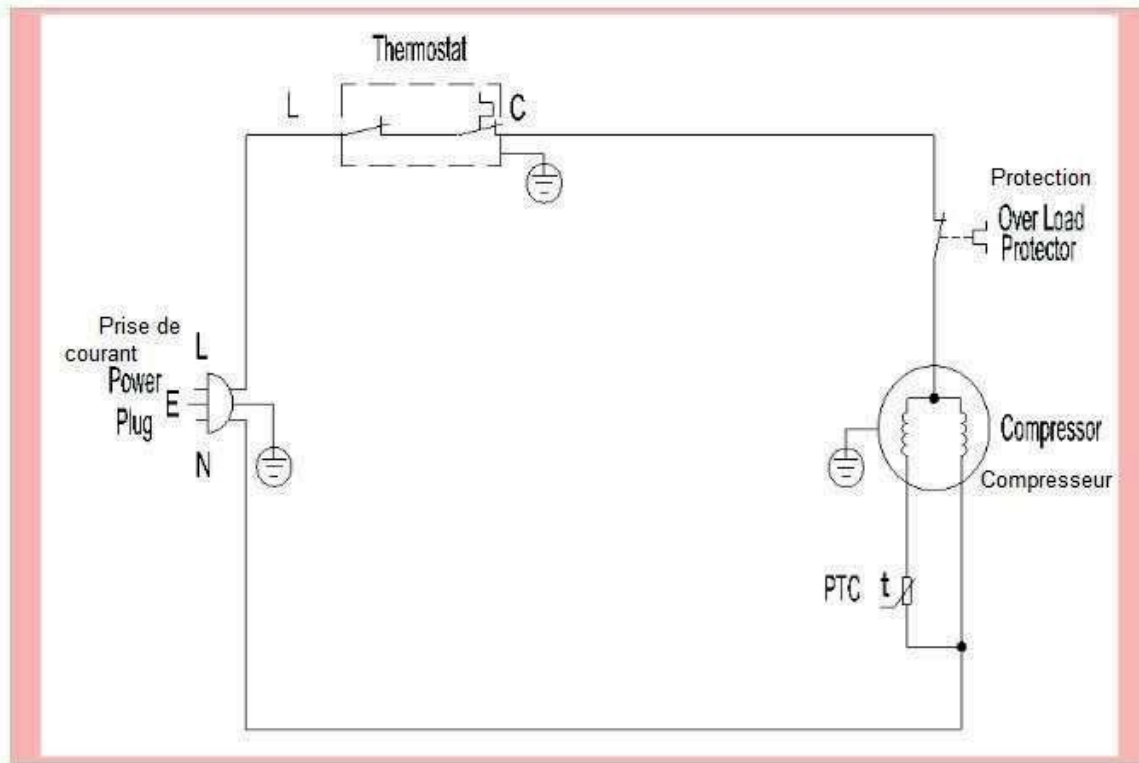 Thermostat
L
C
Protection
Over Load
Protector
Prise de
courant
L
Power
E
Plug
N
Compressor
Compresseur
PTC
t